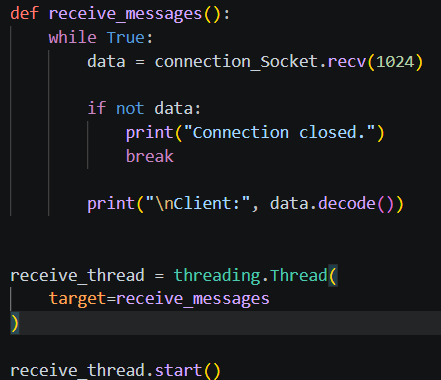 def receive_messages():
    while True:
        data = connection_Socket.recv(1024)

        if not data:
            print("Connection closed.")
            break

        print("\nClient:", data.decode())


receive_thread = threading.Thread(
    target=receive_messages
)

receive_thread.start()